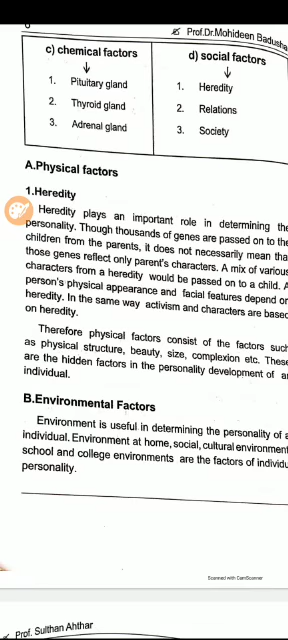 Prof.Dr.Mohideen Badusha
c) chemical factors
1. Pituitary gland
2. Thyroid gland
3. Adrenal gland
d) social factors
1. Heredity
2. Relations
3. Society
A.Physical factors
1.Heredity
Heredity plays an important role in determining the
personality. Though thousands of genes are passed on to the
children from the parents, it does not necessarily mean tha
those genes reflect only parent's characters. A mix of various
characters from a heredity would be passed on to a child. A
person's physical appearance and facial features depend on
heredity. In the same way activism and characters are based
on heredity.
Therefore physical factors consist of the factors such
as physical structure, beauty, size, complexion etc. These
are the hidden factors in the personality development of a
individual.
B.Environmental Factors
Environment is useful in determining the personality of a
individual. Environment at home, social, cultural environment
school and college environments are the factors of individu
personality.
Scanned with CamScanner
Prof. Sulthan Ahthar